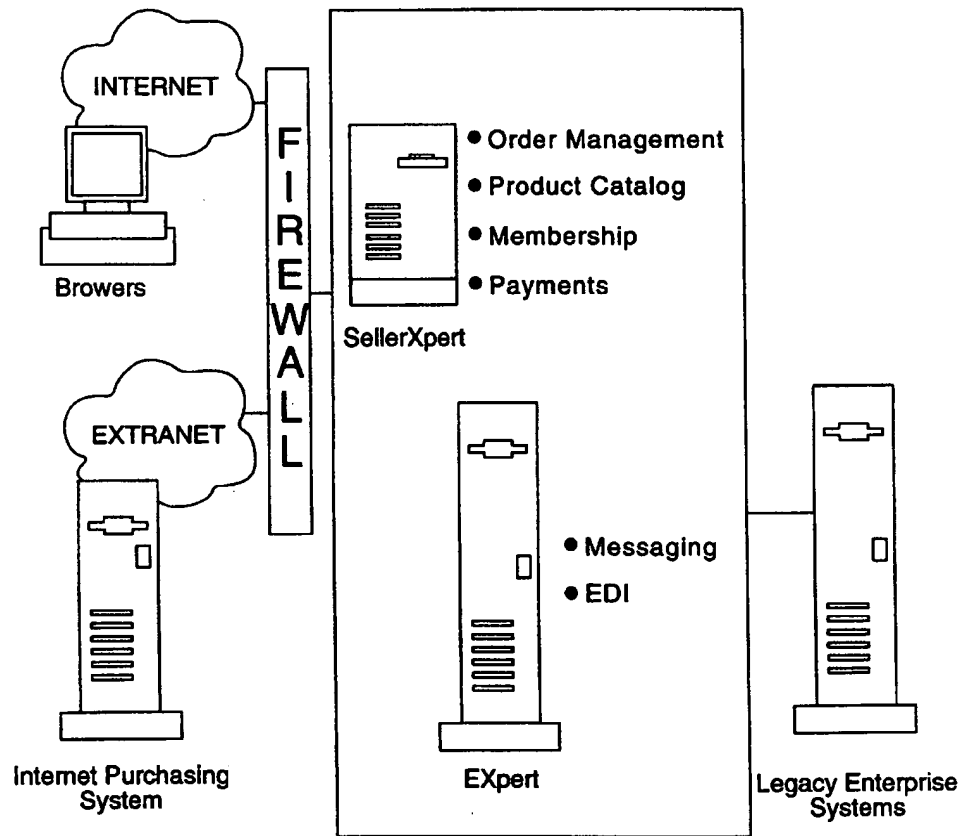 INTERNET
Browers
EXTRANET
Internet Purchasing
System
FIREWALL
● Order Management
● Product Catalog
● Membership
● Payments
SellerXpert
● Messaging
● EDI
EXpert
Legacy Enterprise
Systems